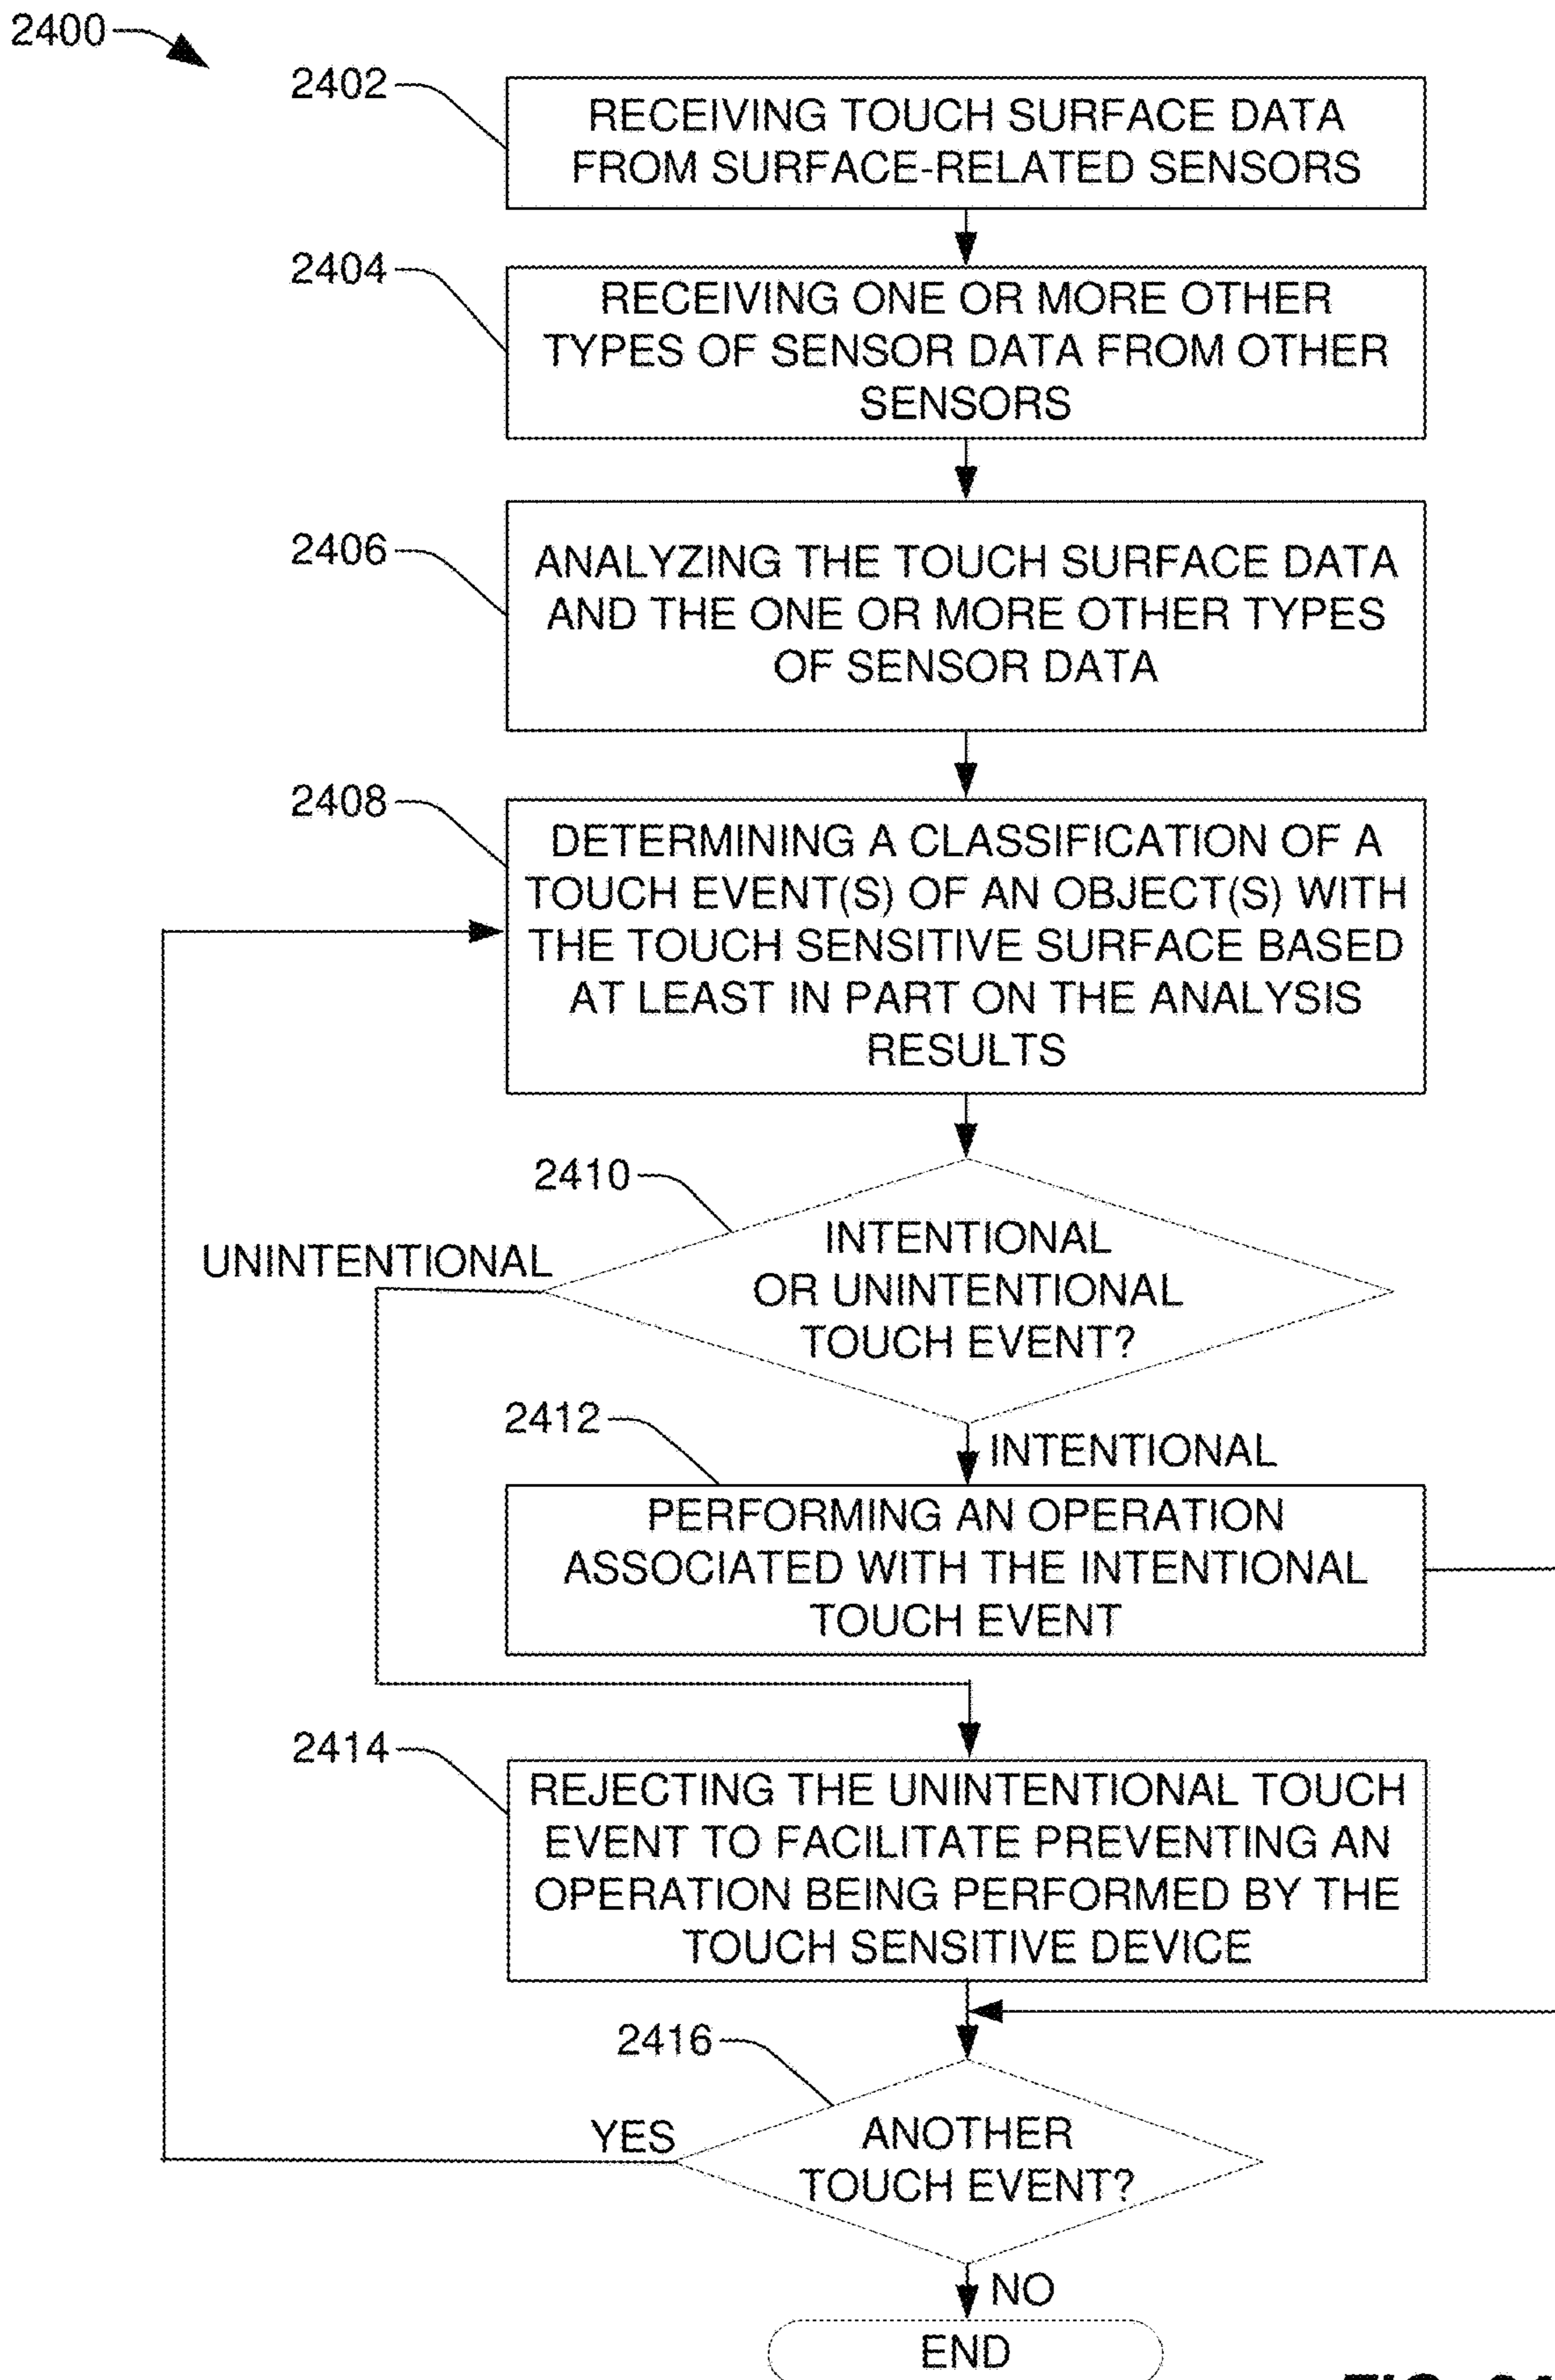 2400
2402
RECEIVING TOUCH SURFACE DATA
FROM SURFACE-RELATED SENSORS
2404
RECEIVING ONE OR MORE OTHER
TYPES OF SENSOR DATA FROM OTHER
SENSORS
2406
ANALYZING THE TOUCH SURFACE DATA
AND THE ONE OR MORE OTHER TYPES
OF SENSOR DATA
2408
DETERMINING A CLASSIFICATION OF A
TOUCH EVENT(S) OF AN OBJECT(S) WITH
THE TOUCH SENSITIVE SURFACE BASED
AT LEAST IN PART ON THE ANALYSIS
RESULTS
2410
UNINTENTIONAL
INTENTIONAL
OR UNINTENTIONAL
TOUCH EVENT?
2412
INTENTIONAL
PERFORMING AN OPERATION
ASSOCIATED WITH THE INTENTIONAL
TOUCH EVENT
2414
REJECTING THE UNINTENTIONAL TOUCH
EVENT TO FACILITATE PREVENTING AN
OPERATION BEING PERFORMED BY THE
TOUCH SENSITIVE DEVICE
2416
YES
ANOTHER
TOUCH EVENT?
NO
END